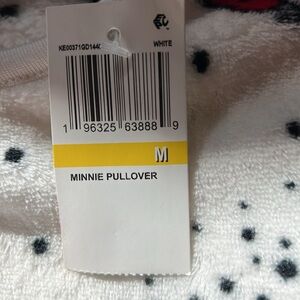 KE00371GD144 WHITE
1 96325 63888 9
M
MINNIE PULLOVER